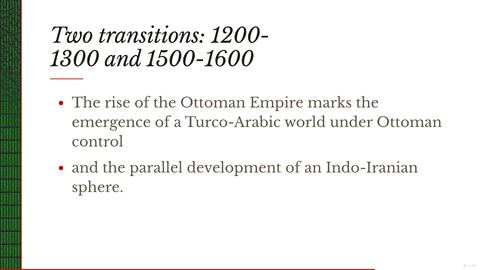 Two transitions: 1200-
1300 and 1500-1600
• The rise of the Ottoman Empire marks the
emergence of a Turco-Arabic world under Ottoman
control
• and the parallel development of an Indo-Iranian
sphere.